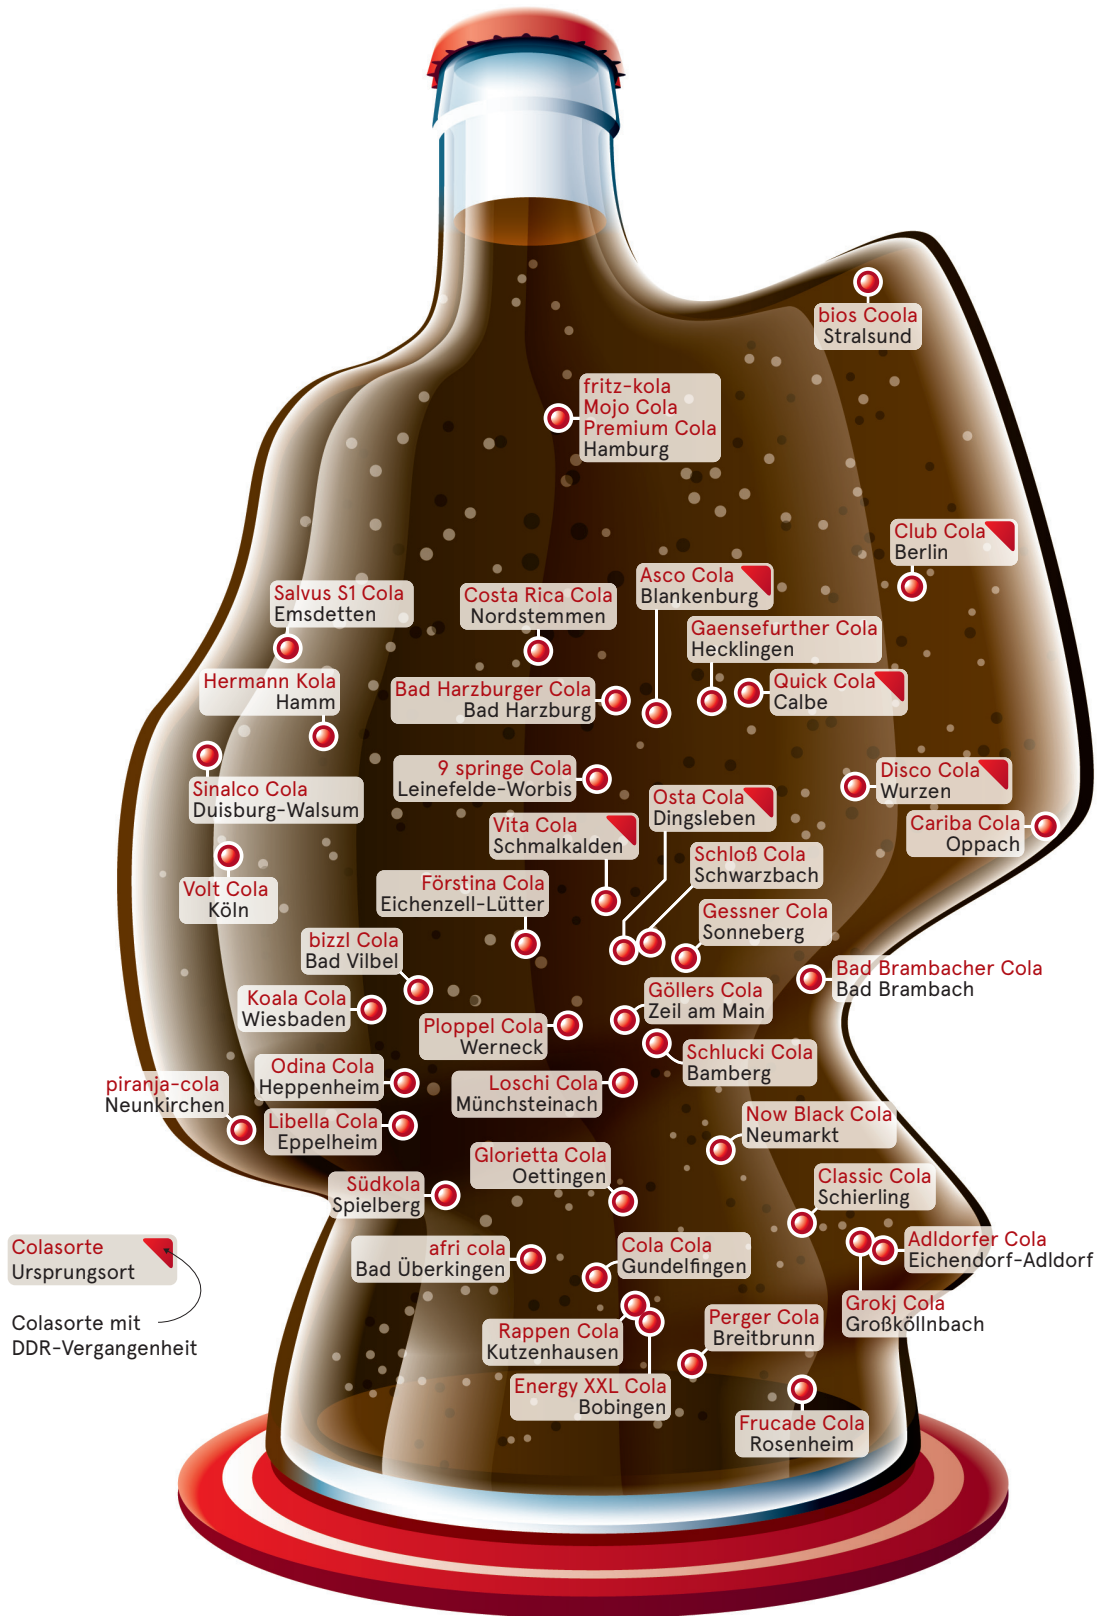 bios Coola
Stralsund
fritz-kola
Mojo Cola
Premium Cola
Hamburg
Club Cola
Berlin
Asco Cola
Blankenburg
Salvus S1 Cola
Emsdetten
Costa Rica Cola
Nordstemmen
Gaensefurther Cola
Hecklingen
Hermann Kola
Hamm
Bad Harzburger Cola
Bad Harzburg
Quick Cola
Calbe
Sinalco Cola
Duisburg-Walsum
9 springe Cola
Leinefelde-Worbis
Disco Cola
Wurzen
Osta Cola
Dingsleben
Cariba Cola
Oppach
Vita Cola
Schmalkalden
Schloß Cola
Schwarzbach
Volt Cola
Köln
Förstina Cola
Eichenzell-Lütter
Gessner Cola
Sonneberg
bizzl Cola
Bad Vilbel
Bad Brambacher Cola
Bad Brambach
Koala Cola
Wiesbaden
Göllers Cola
Zeil am Main
Ploppel Cola
Werneck
Schlucki Cola
Bamberg
Odina Cola
Heppenheim
piranja-cola
Neunkirchen
Loschi Cola
Münchsteinach
Libella Cola
Eppelheim
Now Black Cola
Neumarkt
Glorietta Cola
Oettingen
Südkola
Spielberg
Classic Cola
Schierling
afri cola
Bad Überkingen
Cola Cola
Gundelfingen
Adldorfer Cola
Eichendorf-Adldorf
Grokj Cola
Großköllnbach
Rappen Cola
Kutzenhausen
Perger Cola
Breitbrunn
Energy XXL Cola
Bobingen
Frucade Cola
Rosenheim
Colasorte
Ursprungsort
Colasorte mit
DDR-Vergangenheit